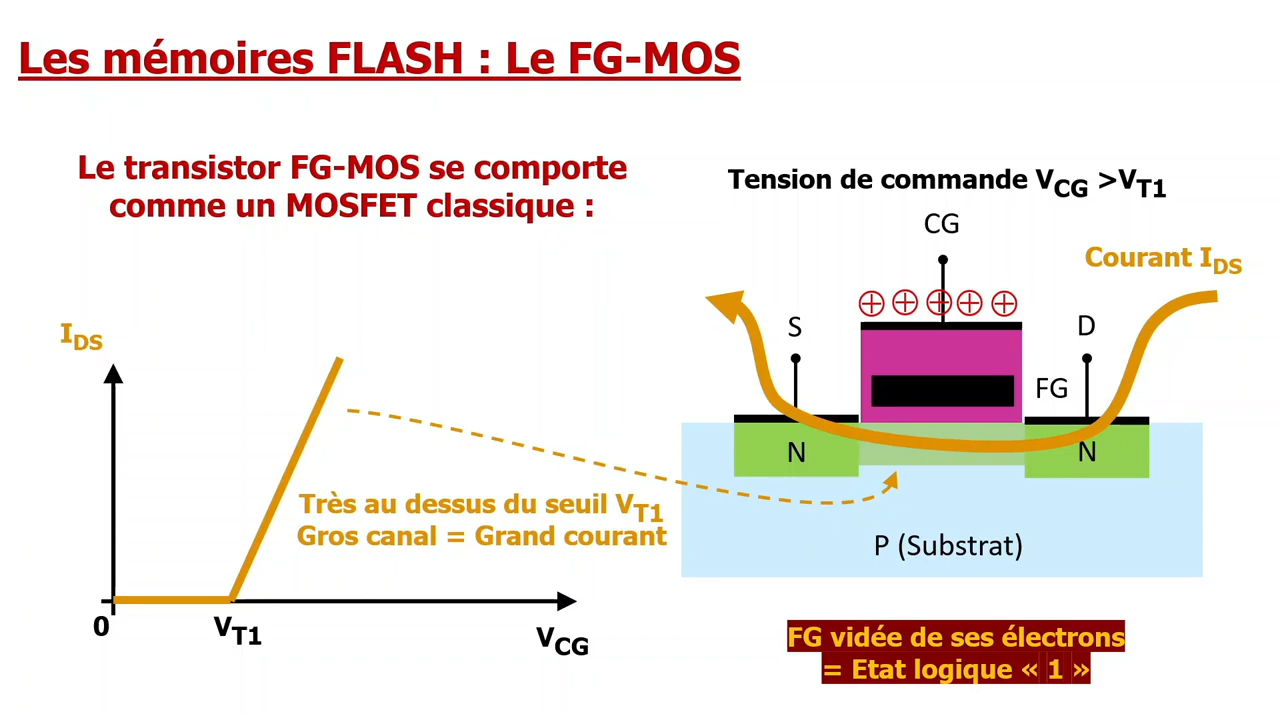 Les mémoires FLASH : Le FG-MOS
Le transistor FG-MOS se comporte
comme un MOSFET classique :
Tension de commande VCG >VT1
CG
Courant IDS
S
D
FG
N
N
P (Substrat)
IDS
Très au dessus du seuil VT1
Gros canal = Grand courant
0
VT1
VCG
FG vidée de ses électrons
= Etat logique « 1 »